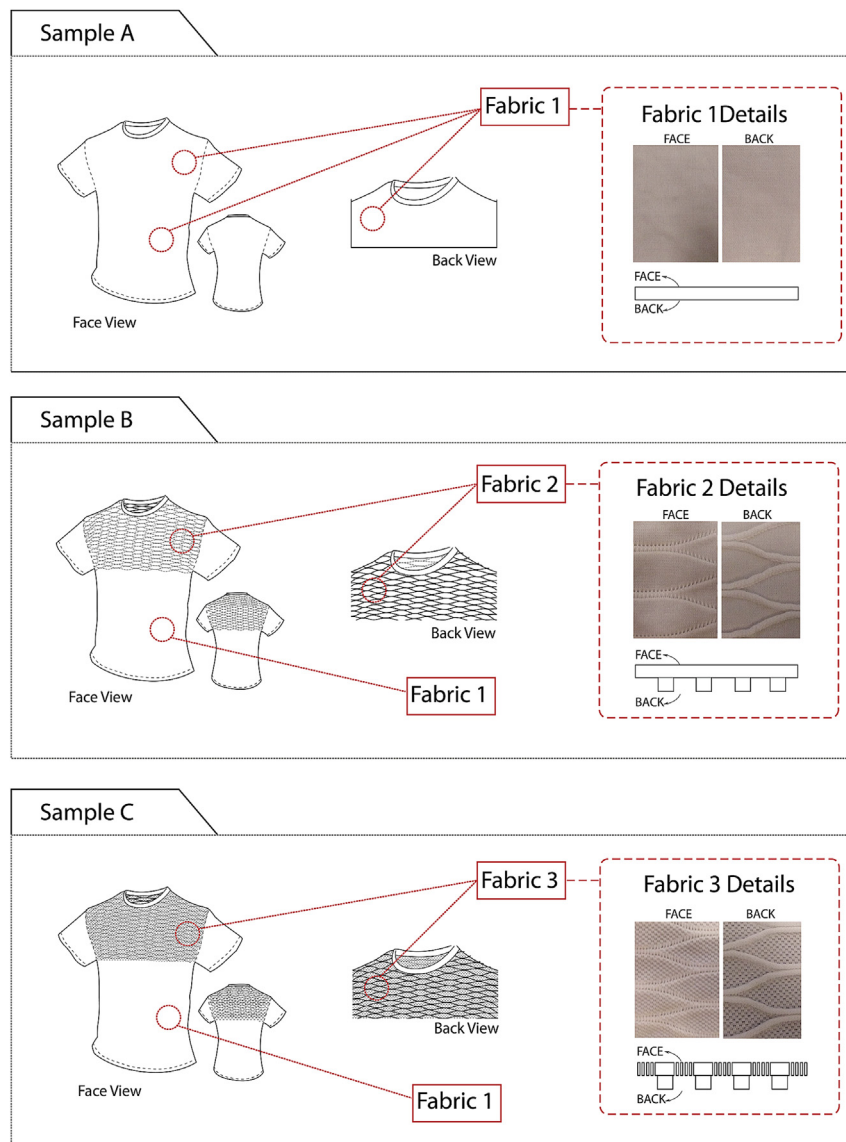 Sample A
Fabric 1
Fabric 1 Details
FACE BACK
FACE
BACK
Back View
Face View
Sample B
Fabric 2
Fabric 2 Details
FACE BACK
Back View
FACE
BACK
Fabric 1
Face View
Sample C
Fabric 3
Fabric 3 Details
FACE BACK
Back View
FACE
BACK
Face View
Fabric 1